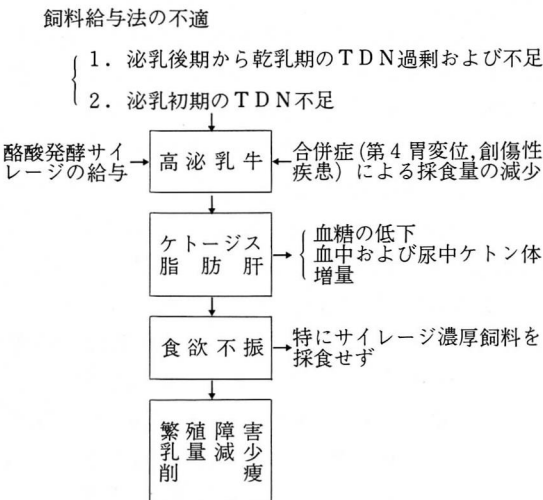 飼料給与法の不適
1．泌乳後期から乾乳期のTDN過剰および不足
2．泌乳初期のTDN不足
酪酸発酵サイ
レージの給与
高泌乳牛
合併症(第4胃変位,創傷性
疾患)による採食量の減少
ケトージス
脂肪肝
血糖の低下
血中および尿中ケトン体
増量
食欲不振
特にサイレージ濃厚飼料を
採食せず
繁殖障害
乳量減少
削痩